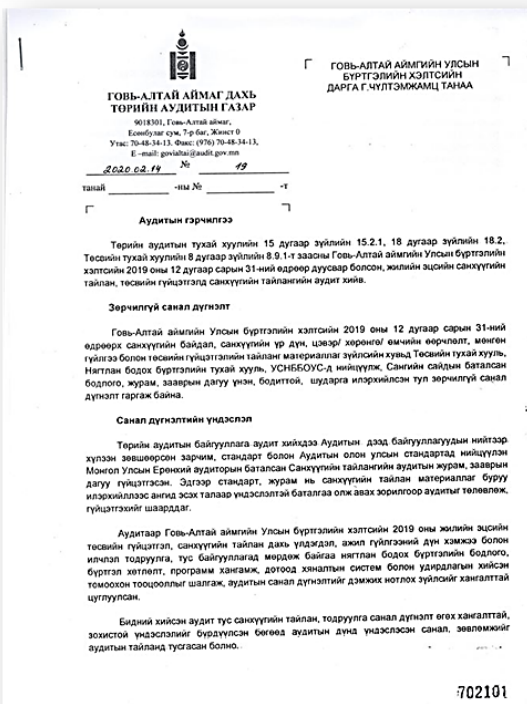 ГОВЬ-АЛТАЙ АЙМАГ ДАХЬ
ТӨРИЙН АУДИТЫН ГАЗАР
9018301, Говь-Алтай аймаг,
Есөнбулаг сум, 7-р баг, Жинст 0
Утас: 70-48-34-13. Факс: (976) 70-48-34-13,
E-mail: govialtai@audit.gov.mn
2020.02.14 № 19
танай ____ -ны № ____ -т
ГОВЬ-АЛТАЙ АЙМГИЙН УЛСЫН
БҮРТГЭЛИЙН ХЭЛТСИЙН
ДАРГА Г.ЧҮЛТЭМЖАМЦ ТАНАА
Аудитын гэрчилгээ
Төрийн аудитын тухай хуулийн 15 дугаар зүйлийн 15.2.1, 18 дугаар зүйлийн 18.2,
Төсвийн тухай хуулийн 8 дугаар зүйлийн 8.9.1-т заасны Говь-Алтай аймгийн Улсын бүртгэлийн
хэлтсийн 2019 оны 12 дугаар сарын 31-ний өдрөөр дуусвар болсон, жилийн эцсийн санхүүгийн
тайлан, төсвийн гүйцэтгэлд санхүүгийн тайлангийн аудит хийв.
Зөрчилгүй санал дүгнэлт
Говь-Алтай аймгийн Улсын бүртгэлийн хэлтсийн 2019 оны 12 дугаар сарын 31-ний
өдрөөрх санхүүгийн байдал, санхүүгийн үр дүн, цэвэр/ хөрөнгө/ өмчийн өөрчлөлт, мөнгөн
гүйлгээ болон төсвийн гүйцэтгэлийн тайланг материаллаг зүйлсийн хувьд Төсвийн тухай хууль,
Нягтлан бодох бүртгэлийн тухай хууль, УСНББОУС-д нийцүүлж, Сангийн сайдын баталсан
бодлого, журам, зааврын дагуу үнэн, бодитой, шударга илэрхийлсэн тул зөрчилгүй санал
дүгнэлт гаргаж байна.
Санал дүгнэлтийн үндэслэл
Төрийн аудитын байгууллага аудит хийхдээ Аудитын дээд байгууллагуудын нийтээр
хүлээн зөвшөөрсөн зарчим, стандарт болон Аудитын олон улсын стандартад нийцүүлэн
Монгол Улсын Ерөнхий аудиторын баталсан Санхүүгийн тайлангийн аудитын журам, зааврын
дагуу гүйцэтгэсэн. Эдгээр стандарт, журам нь санхүүгийн тайлан материаллаг буруу
илэрхийллээс ангид эсэх талаар үндэслэлтэй баталгаа олж авах зорилгоор аудитыг төлөвлөж,
гүйцэтгэхийг шаарддаг.
Аудитаар Говь-Алтай аймгийн Улсын бүртгэлийн хэлтсийн 2019 оны жилийн эцсийн
төсвийн гүйцэтгэл, санхүүгийн тайлан дахь үлдэгдэл, ажил гүйлгээний дүн хэмжээ болон
илчлэл тодруулга, тус байгууллагад мөрдөж байгаа нягтлан бодох бүртгэлийн бодлого,
бүртгэл хөтлөлт, программ хангамж, дотоод хяналтын систем болон удирдлагын хийсэн
томоохон тооцооллыг шалгаж, аудитын санал дүгнэлтийг дэмжих нотлох зүйлсийг хангалттай
цуглуулсан.
Бидний хийсэн аудит тус санхүүгийн тайлан, тодруулга санал дүгнэлт өгөх хангалттай,
зохистой үндэслэлийг бүрдүүлсэн бөгөөд аудитын дүнд үндэслэсэн санал, зөвлөмжийг
аудитын тайланд тусгасан болно.
702101